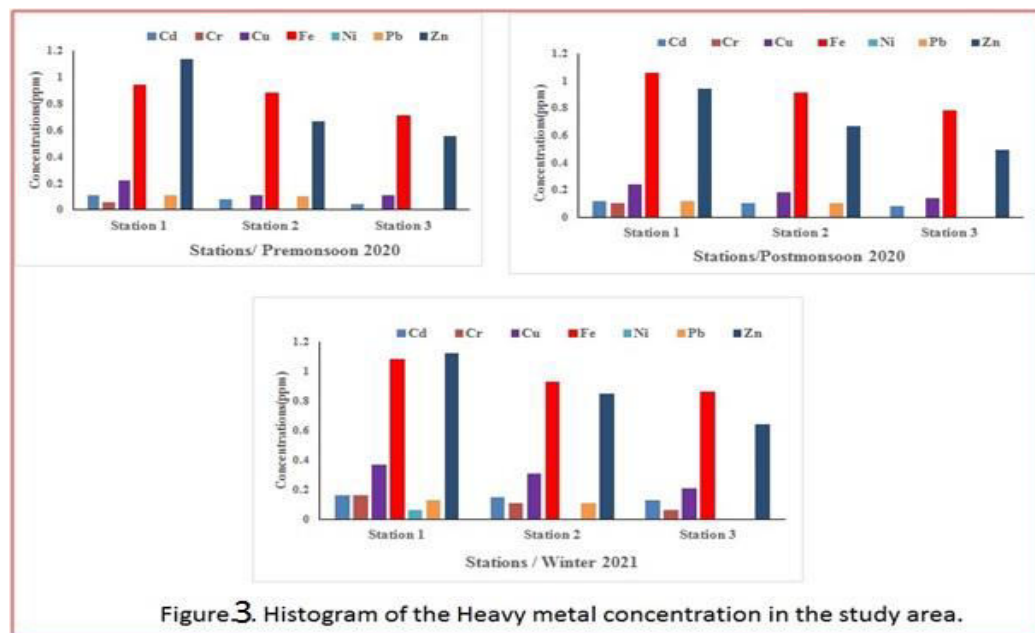 Cd Cr Cu Fe Ni Pb Zn
1.2
1
0.8
0.6
0.4
0.2
0
Concentrations(ppm)
Station 1 Station 2 Station 3
Stations/ Premonsoon 2020
Cd Cr Cu Fe Ni Pb Zn
1.2
1
0.8
0.6
0.4
0.2
0
Concentrations(ppm)
Station 1 Station 2 Station 3
Stations/Postmonsoon 2020
Cd Cr Cu Fe Ni Pb Zn
1.2
1
0.8
0.6
0.4
0.2
0
Concentrations(ppm)
Station 1 Station 2 Station 3
Stations / Winter 2021
Figure.3. Histogram of the Heavy metal concentration in the study area.